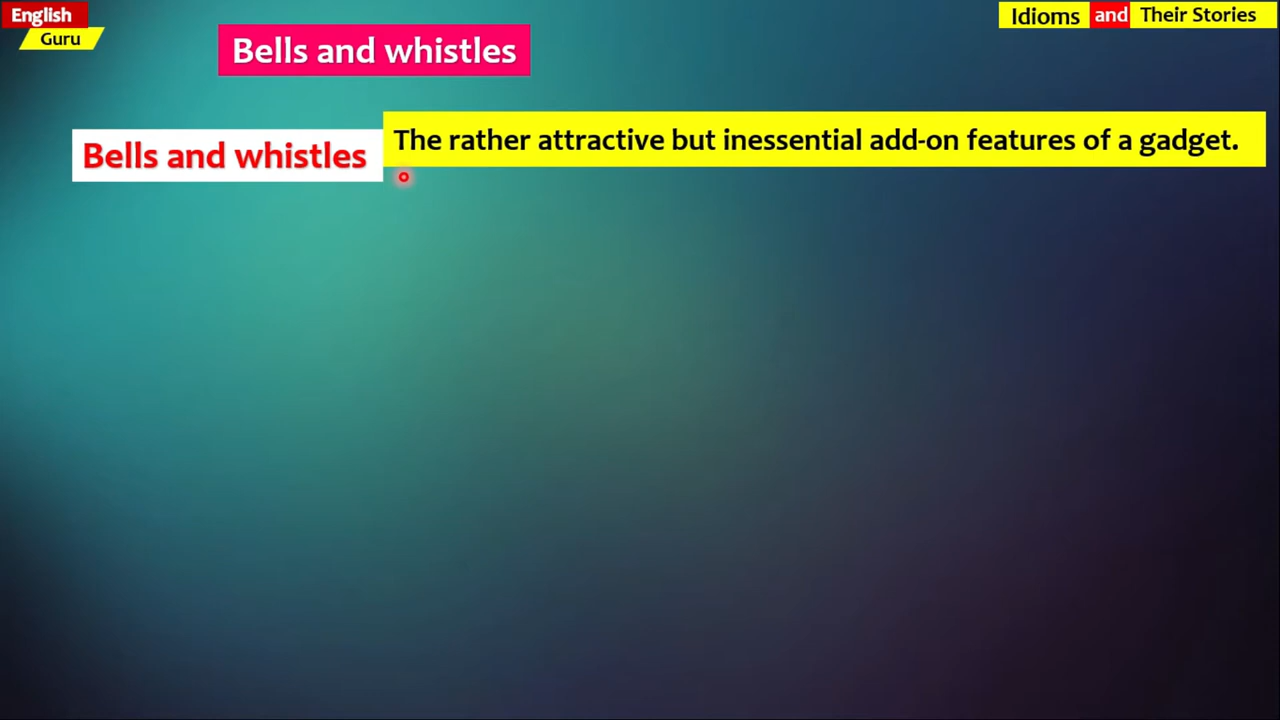 English
Guru
Idioms and Their Stories
Bells and whistles
Bells and whistles
The rather attractive but inessential add-on features of a gadget.